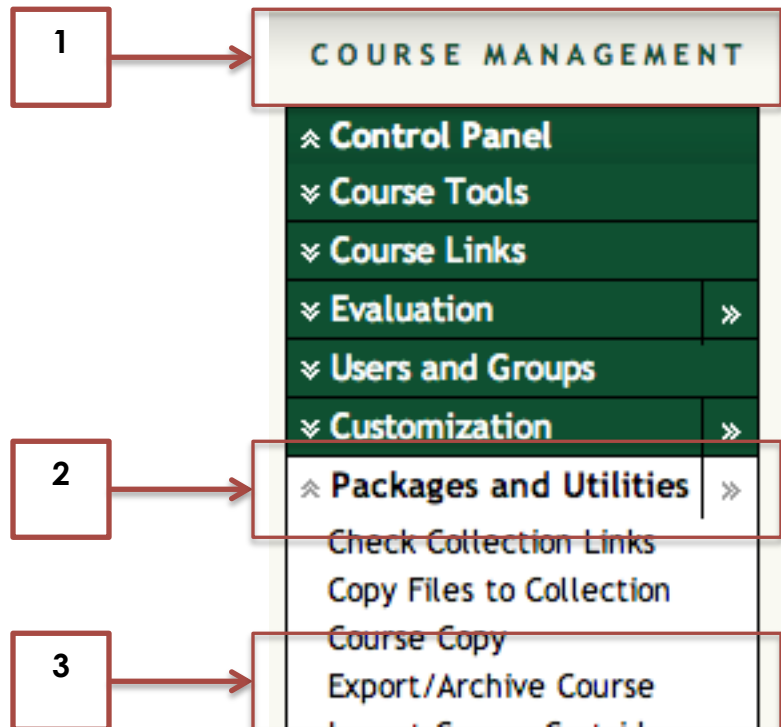 1
COURSE MANAGEMENT
Control Panel
Course Tools
Course Links
Evaluation
Users and Groups
Customization
2
Packages and Utilities
Check Collection Links
Copy Files to Collection
Course Copy
3
Export/Archive Course